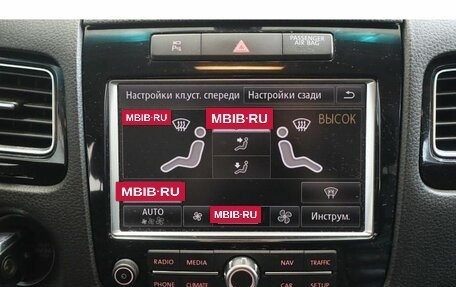 PASSENGER
AIR BAG
Настройки кл.уст. спереди Настройки сзади
MBIB·RU MBIB·RU ВЫСОК
MBIB·RU
AUTO MBIB·RU Инструм.
RADIO MEDIA NAV TRAFFIC
PHONE CLIMATE CAR SETUP